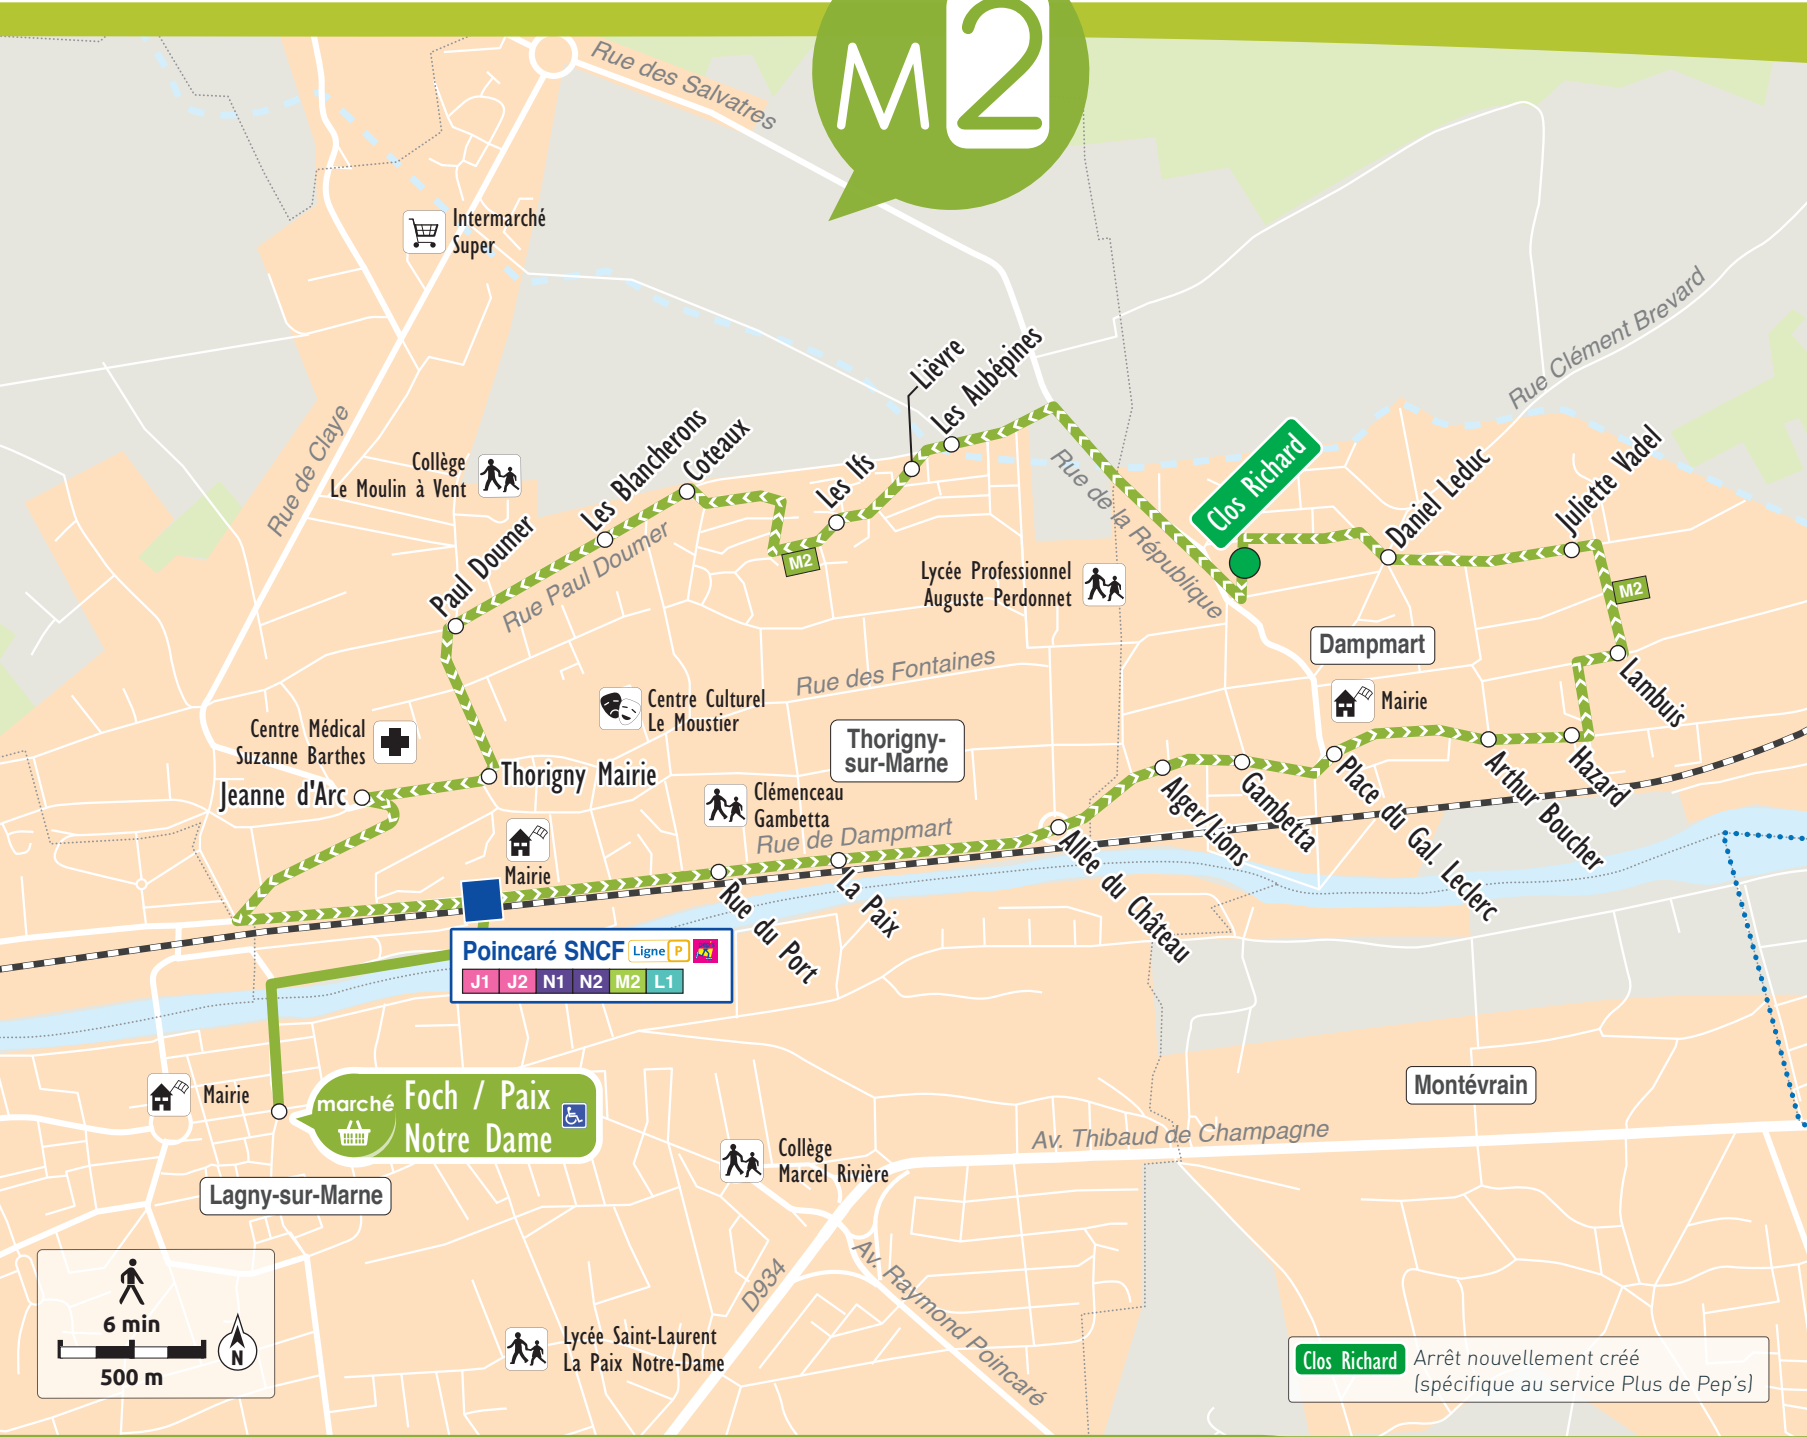 M2
Rue des Salvatres
Intermarché
Super
Rue de Claye
Collège
Le Moulin à Vent
Lièvre
Les Aubépines
Les Blancherons
Coteaux
Les Ifs
Paul Doumer
Rue Paul Doumer
M2
Rue de la République
Clos Richard
Rue Clément Brevard
Daniel Leduc
Juliette Vadel
M2
Lycée Professionnel
Auguste Perdonnet
Dampmart
Mairie
Lambuis
Rue des Fontaines
Centre Culturel
Le Moustier
Thorigny-
sur-Marne
Centre Médical
Suzanne Barthes
Jeanne d'Arc
Thorigny Mairie
Clémenceau
Gambetta
Rue de Dampmart
Mairie
Rue du Port
La Paix
Allée du Château
Alger/Lions
Gambetta
Place du Gal. Leclerc
Arthur Boucher
Hazard
Poincaré SNCF Ligne P
J1 J2 N1 N2 M2 L1
Mairie
marché
Foch / Paix
Notre Dame
Lagny-sur-Marne
Montévrain
Av. Thibaud de Champagne
Collège
Marcel Rivière
D934
Av. Raymond Poincaré
Lycée Saint-Laurent
La Paix Notre-Dame
6 min
500 m
N
Clos Richard
Arrêt nouvellement créé
(spécifique au service Plus de Pep's)